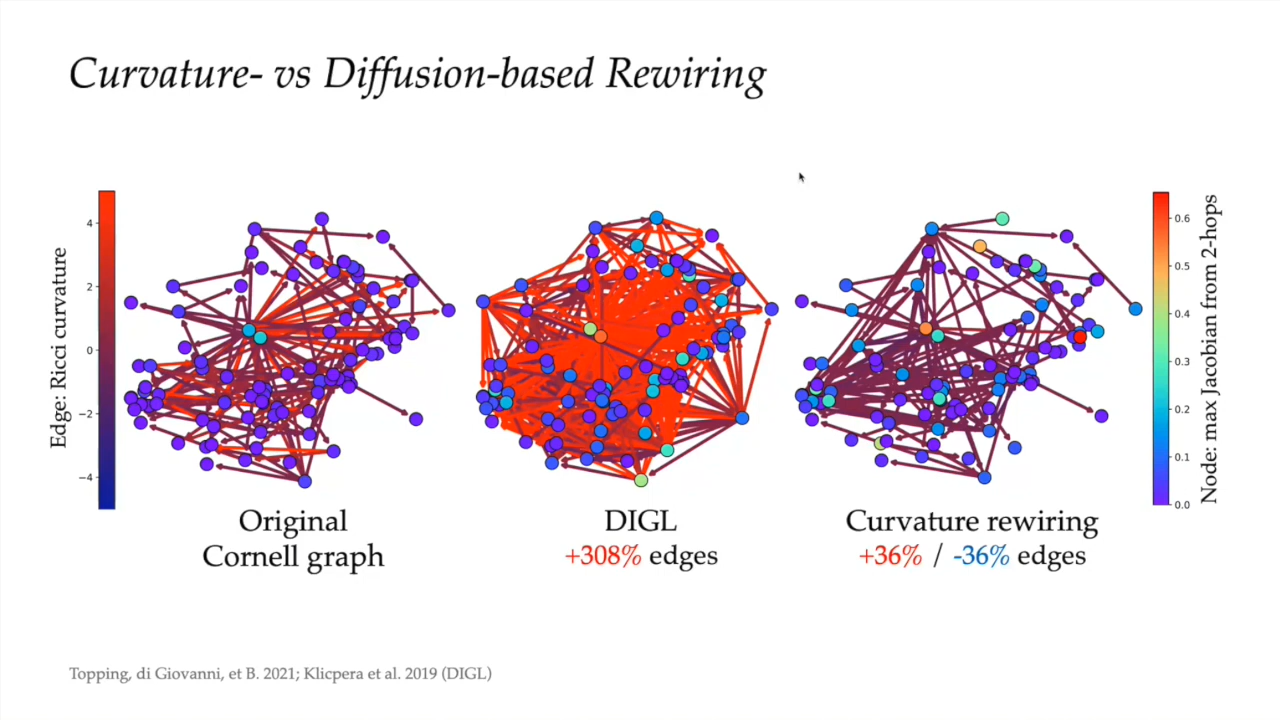 Curvature- vs Diffusion-based Rewiring
Edge: Ricci curvature
4
2
0
−2
−4
Original
Cornell graph
DIGL
+308% edges
Curvature rewiring
+36% / -36% edges
0.6
0.5
0.4
0.3
0.2
0.1
0.0
Node: max Jacobian from 2-hops
Topping, di Giovanni, et B. 2021; Klicpera et al. 2019 (DIGL)